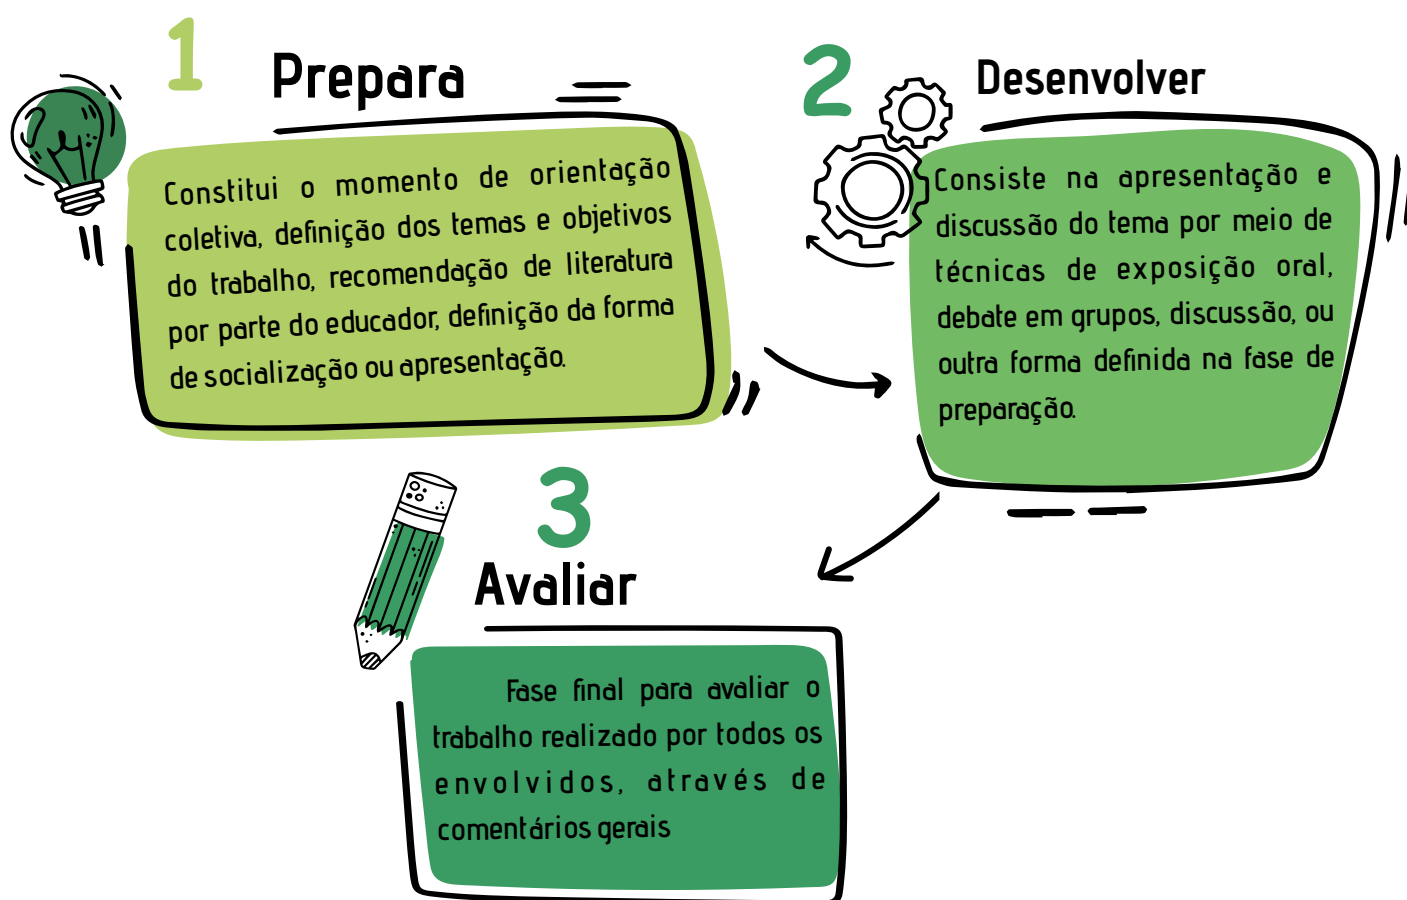 1
Prepara
Constitui o momento de orientação
coletiva, definição dos temas e objetivos
do trabalho, recomendação de literatura
por parte do educador, definição da forma
de socialização ou apresentação.
2
Desenvolver
Consiste na apresentação e
discussão do tema por meio de
técnicas de exposição oral,
debate em grupos, discussão, ou
outra forma definida na fase de
preparação.
3
Avaliar
Fase final para avaliar o
trabalho realizado por todos os
envolvidos, através de
comentários gerais